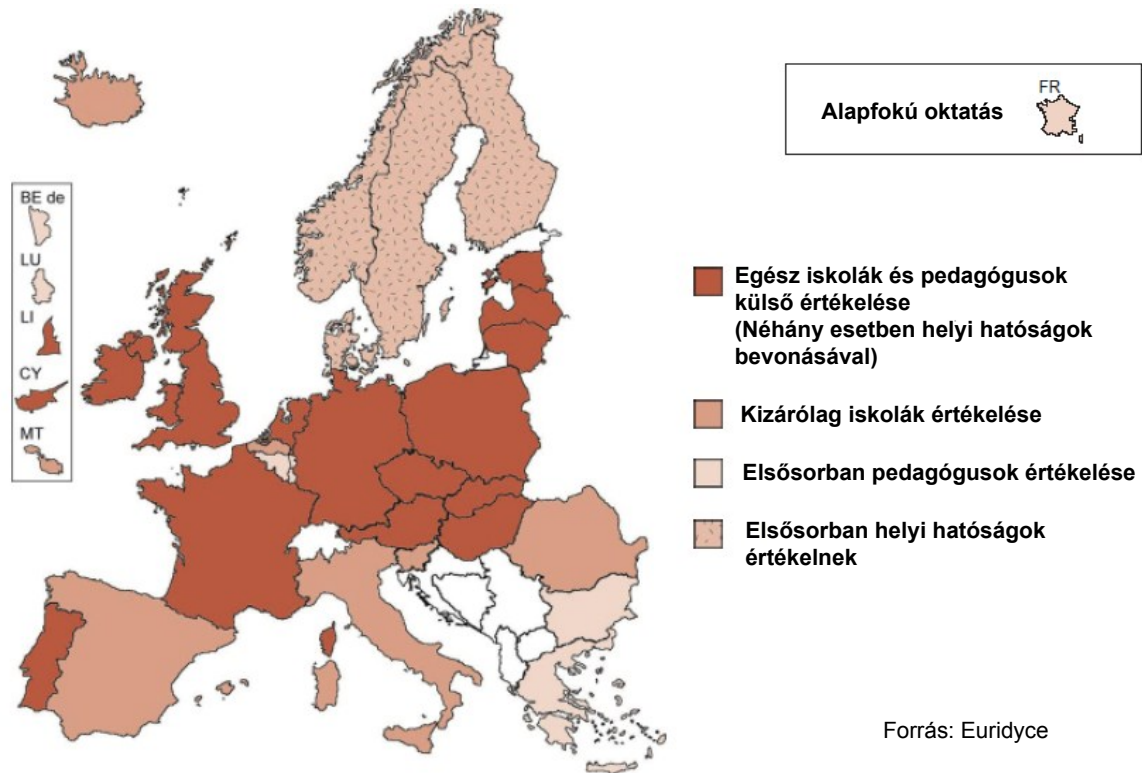 FR
Alapfokú oktatás
BE de
LU
LI
CY
MT
Egész iskolák és pedagógusok
külső értékelése
(Néhány esetben helyi hatóságok
bevonásával)
Kizárólag iskolák értékelése
Elsősorban pedagógusok értékelése
Elsősorban helyi hatóságok
értékelnek
Forrás: Euridyce